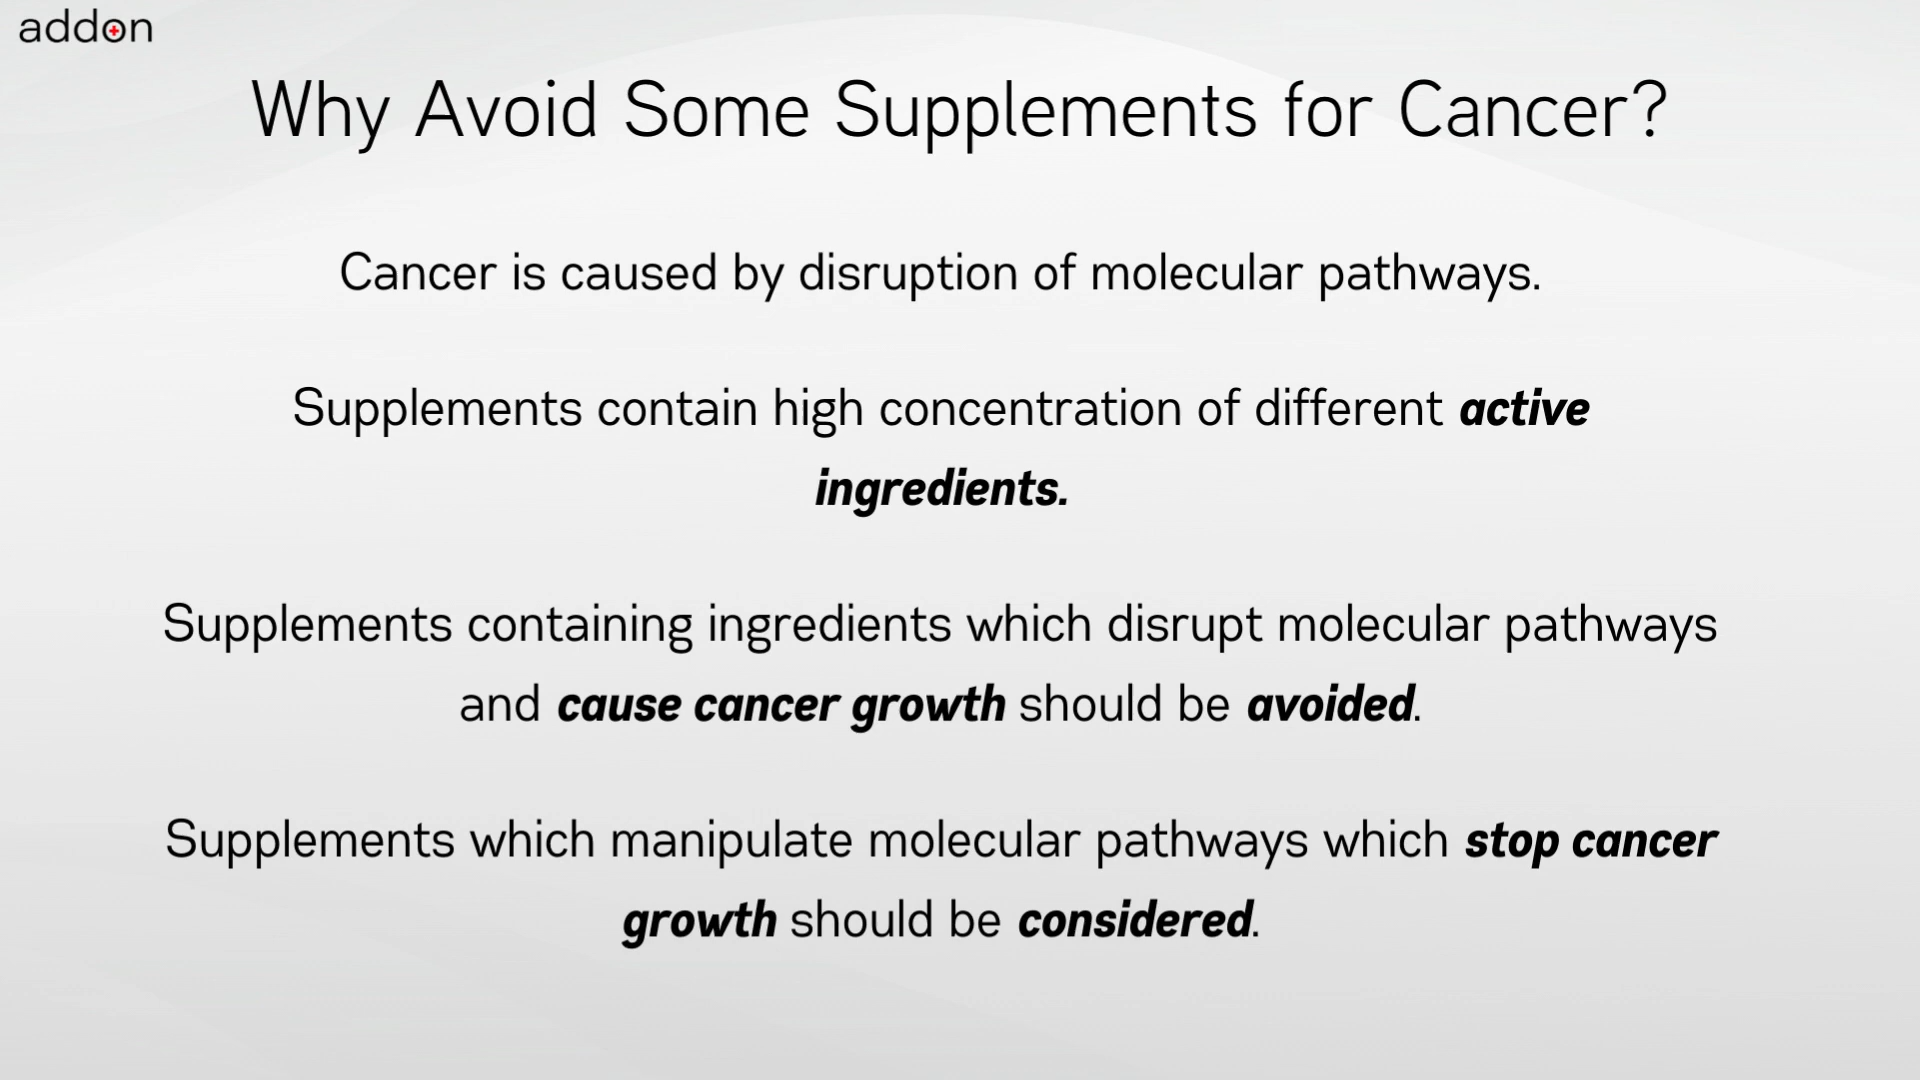 addon
Why Avoid Some Supplements for Cancer?
Cancer is caused by disruption of molecular pathways.
Supplements contain high concentration of different active
ingredients.
Supplements containing ingredients which disrupt molecular pathways
and cause cancer growth should be avoided.
Supplements which manipulate molecular pathways which stop cancer
growth should be considered.